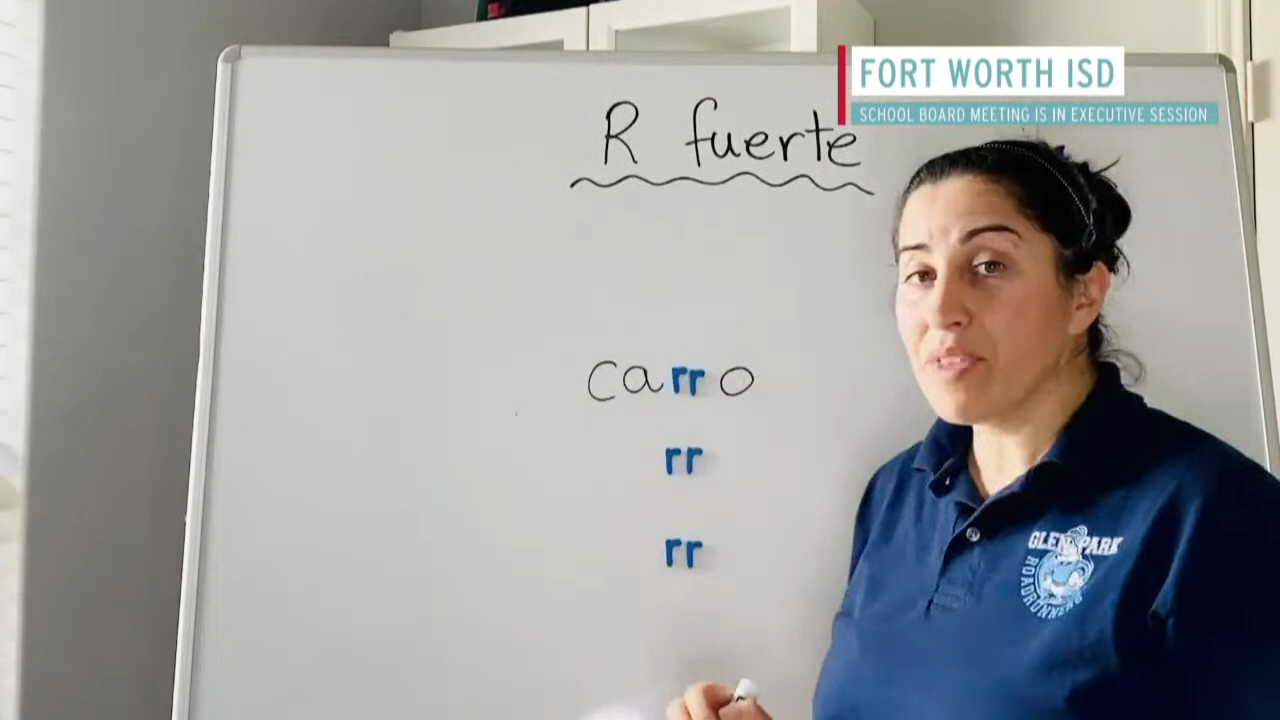 FORT WORTH ISD
SCHOOL BOARD MEETING IS IN EXECUTIVE SESSION
R fuerte
carro
rr
rr
GLEN PARK
ROADRUNNERS